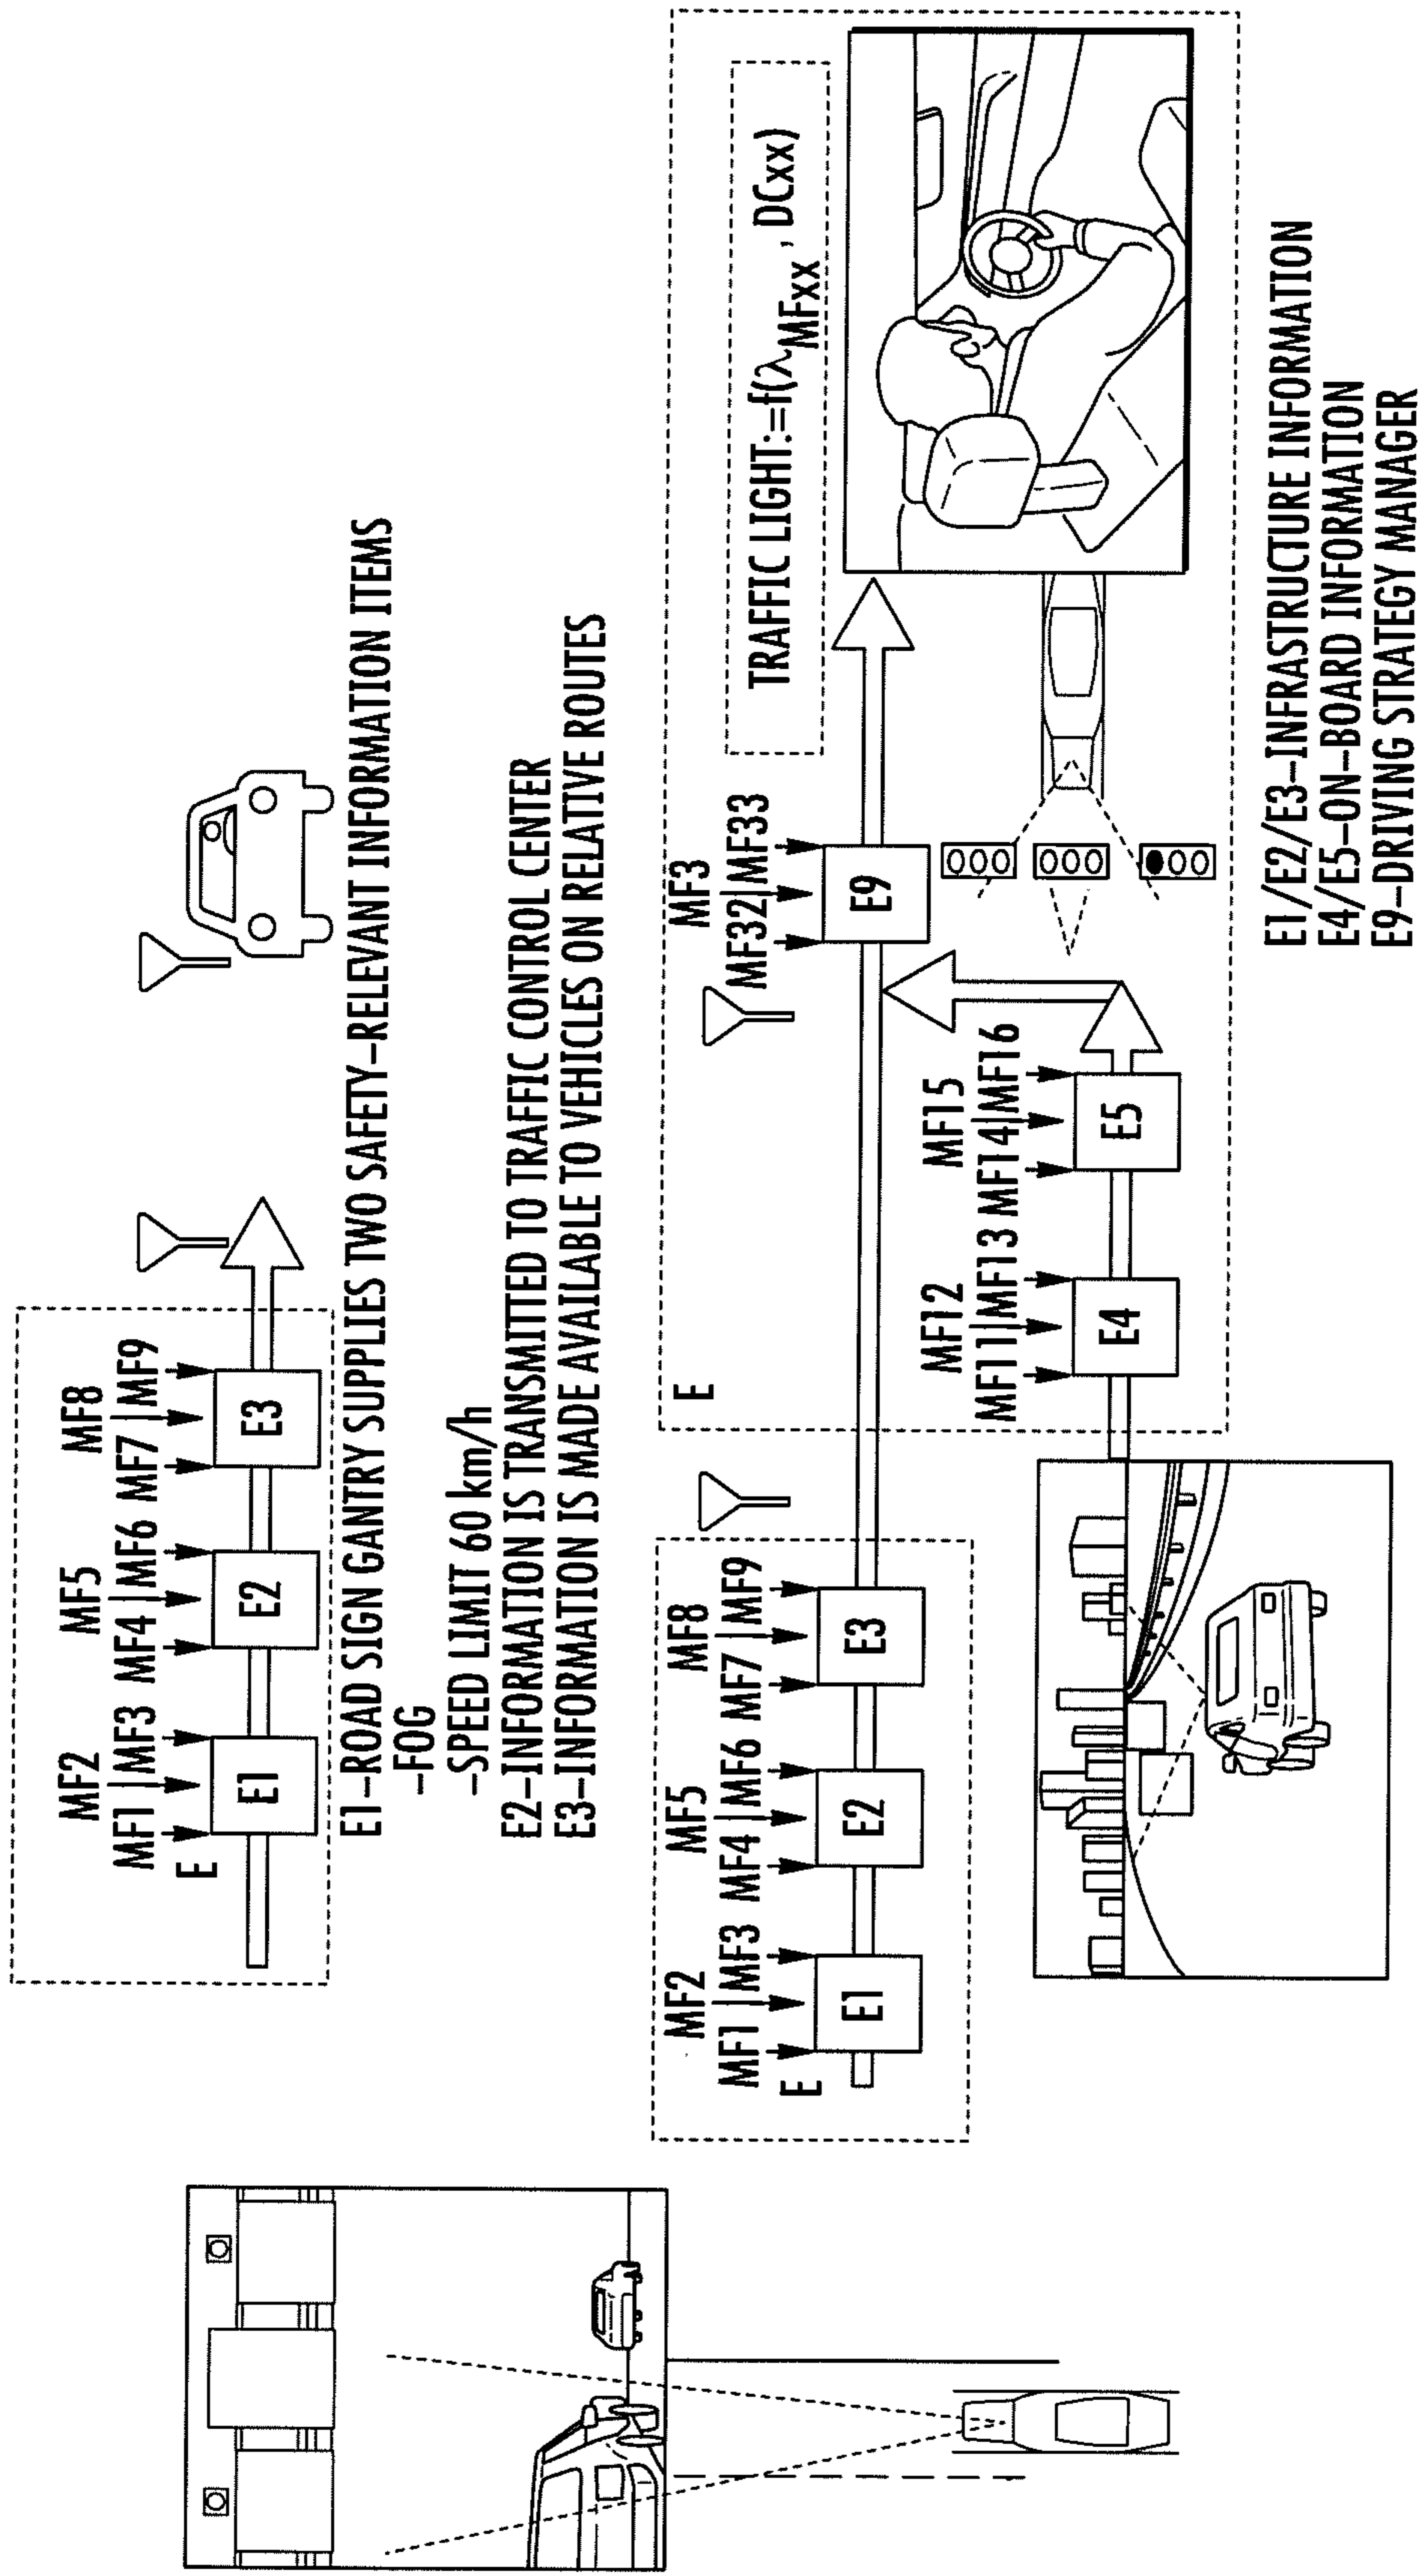 MF2
MF5
MF8
MF1
MF3
MF4
MF6
MF7
MF9
E
E1
E2
E3
E1–ROAD SIGN GANTRY SUPPLIES TWO SAFETY–RELEVANT INFORMATION ITEMS
–FOG
–SPEED LIMIT 60 km/h
E2–INFORMATION IS TRANSMITTED TO TRAFFIC CONTROL CENTER
E3–INFORMATION IS MADE AVAILABLE TO VEHICLES ON RELATIVE ROUTES
MF2
MF5
MF8
MF1
MF3
MF4
MF6
MF7
MF9
E
E1
E2
E3
E
MF3
MF32
MF33
E9
TRAFFIC LIGHT:=f(λMFxx , DCxx)
MF12
MF15
MF11
MF13
MF14
MF16
E4
E5
E1/E2/E3–INFRASTRUCTURE INFORMATION
E4/E5–ON–BOARD INFORMATION
E9–DRIVING STRATEGY MANAGER